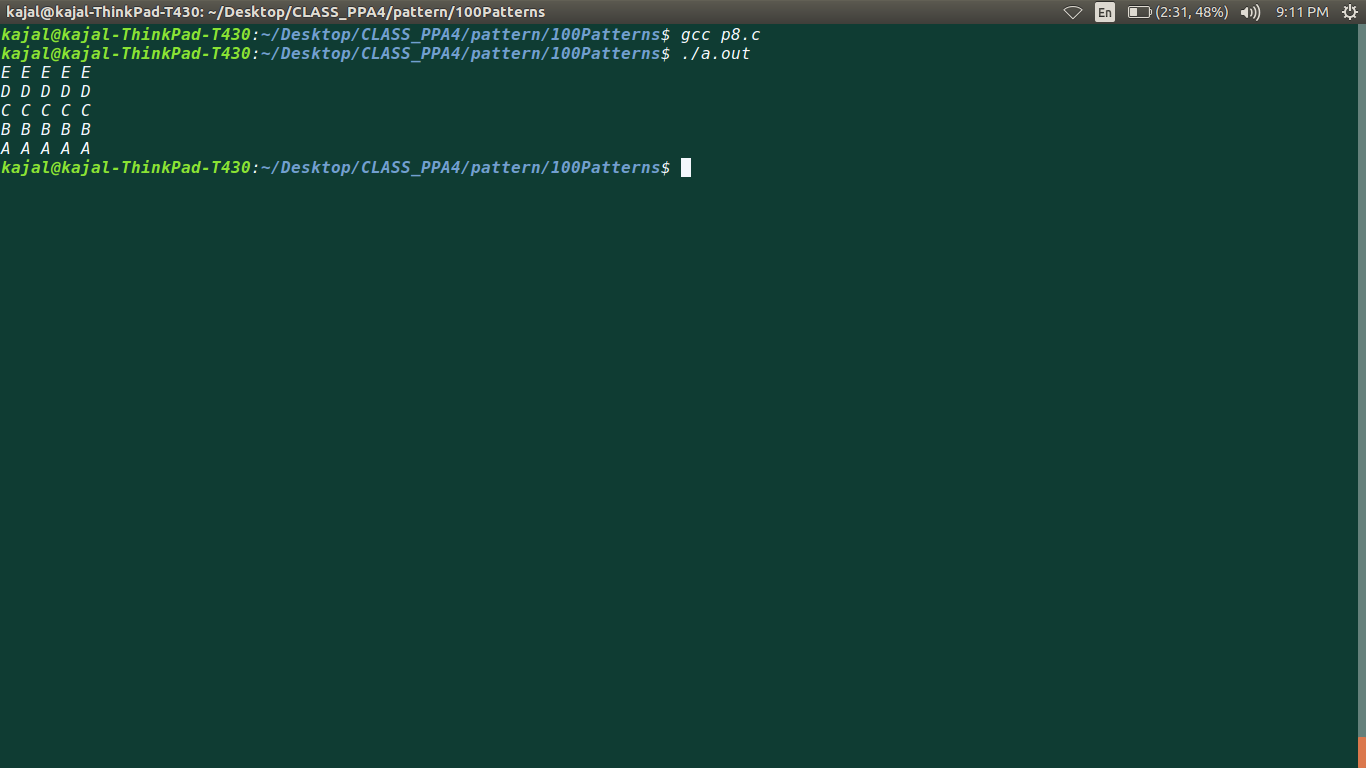 kajal@kajal-ThinkPad-T430: ~/Desktop/CLASS_PPA4/pattern/100Patterns En (2:31, 48%) 9:11 PM
kajal@kajal-ThinkPad-T430:~/Desktop/CLASS_PPA4/pattern/100Patterns$ gcc p8.c
kajal@kajal-ThinkPad-T430:~/Desktop/CLASS_PPA4/pattern/100Patterns$ ./a.out
E E E E E
D D D D D
C C C C C
B B B B B
A A A A A
kajal@kajal-ThinkPad-T430:~/Desktop/CLASS_PPA4/pattern/100Patterns$